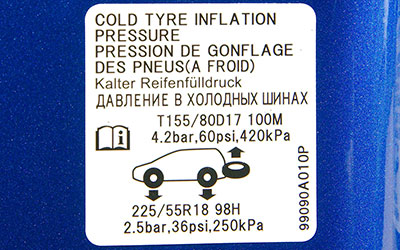 COLD TYRE INFLATION
PRESSURE
PRESSION DE GONFLAGE
DES PNEUS(A FROID)
Kalter Reifenfülldruck
ДАВЛЕНИЕ В ХОЛОДНЫХ ШИНАХ
T155/80D17 100M
4.2bar,60psi,420kPa
225/55R18 98H
2.5bar,36psi,250kPa
99090A010P